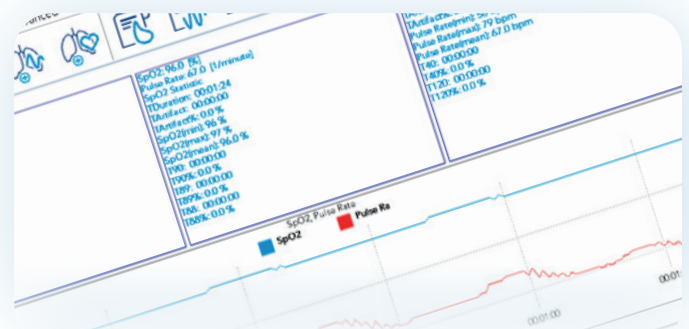 SpO2: 96.0 [%]
Pulse Rate: 67.0 [1/minute]
SpO2 Statistic
TDuration: 00:01:24
TArtifact: 00:00:00
TArtifact%: 0.0 %
SpO2(min): 96 %
SpO2(max): 97 %
SpO2(mean): 96.0 %
T90: 00:00:00
T90%: 0.0 %
T89: 00:00:00
T89%: 0.0 %
T88: 00:00:00
T88%: 0.0 %
Pulse Rate(max): 79 bpm
Pulse Rate(mean): 67.0 bpm
T40: 00:00:00
T40%: 0.0 %
T120: 00:00:00
T120%: 0.0 %
SpO2, Pulse Rate
SpO2
Pulse Ra
00:01:00